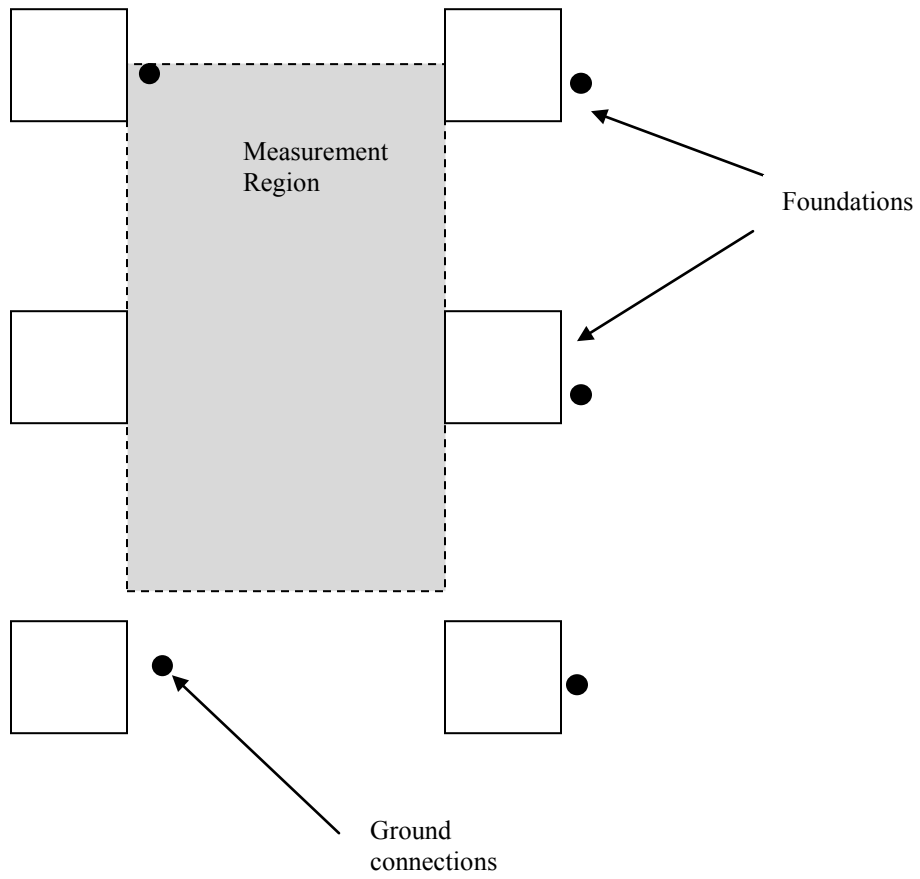 Measurement
Region
Foundations
Ground
connections